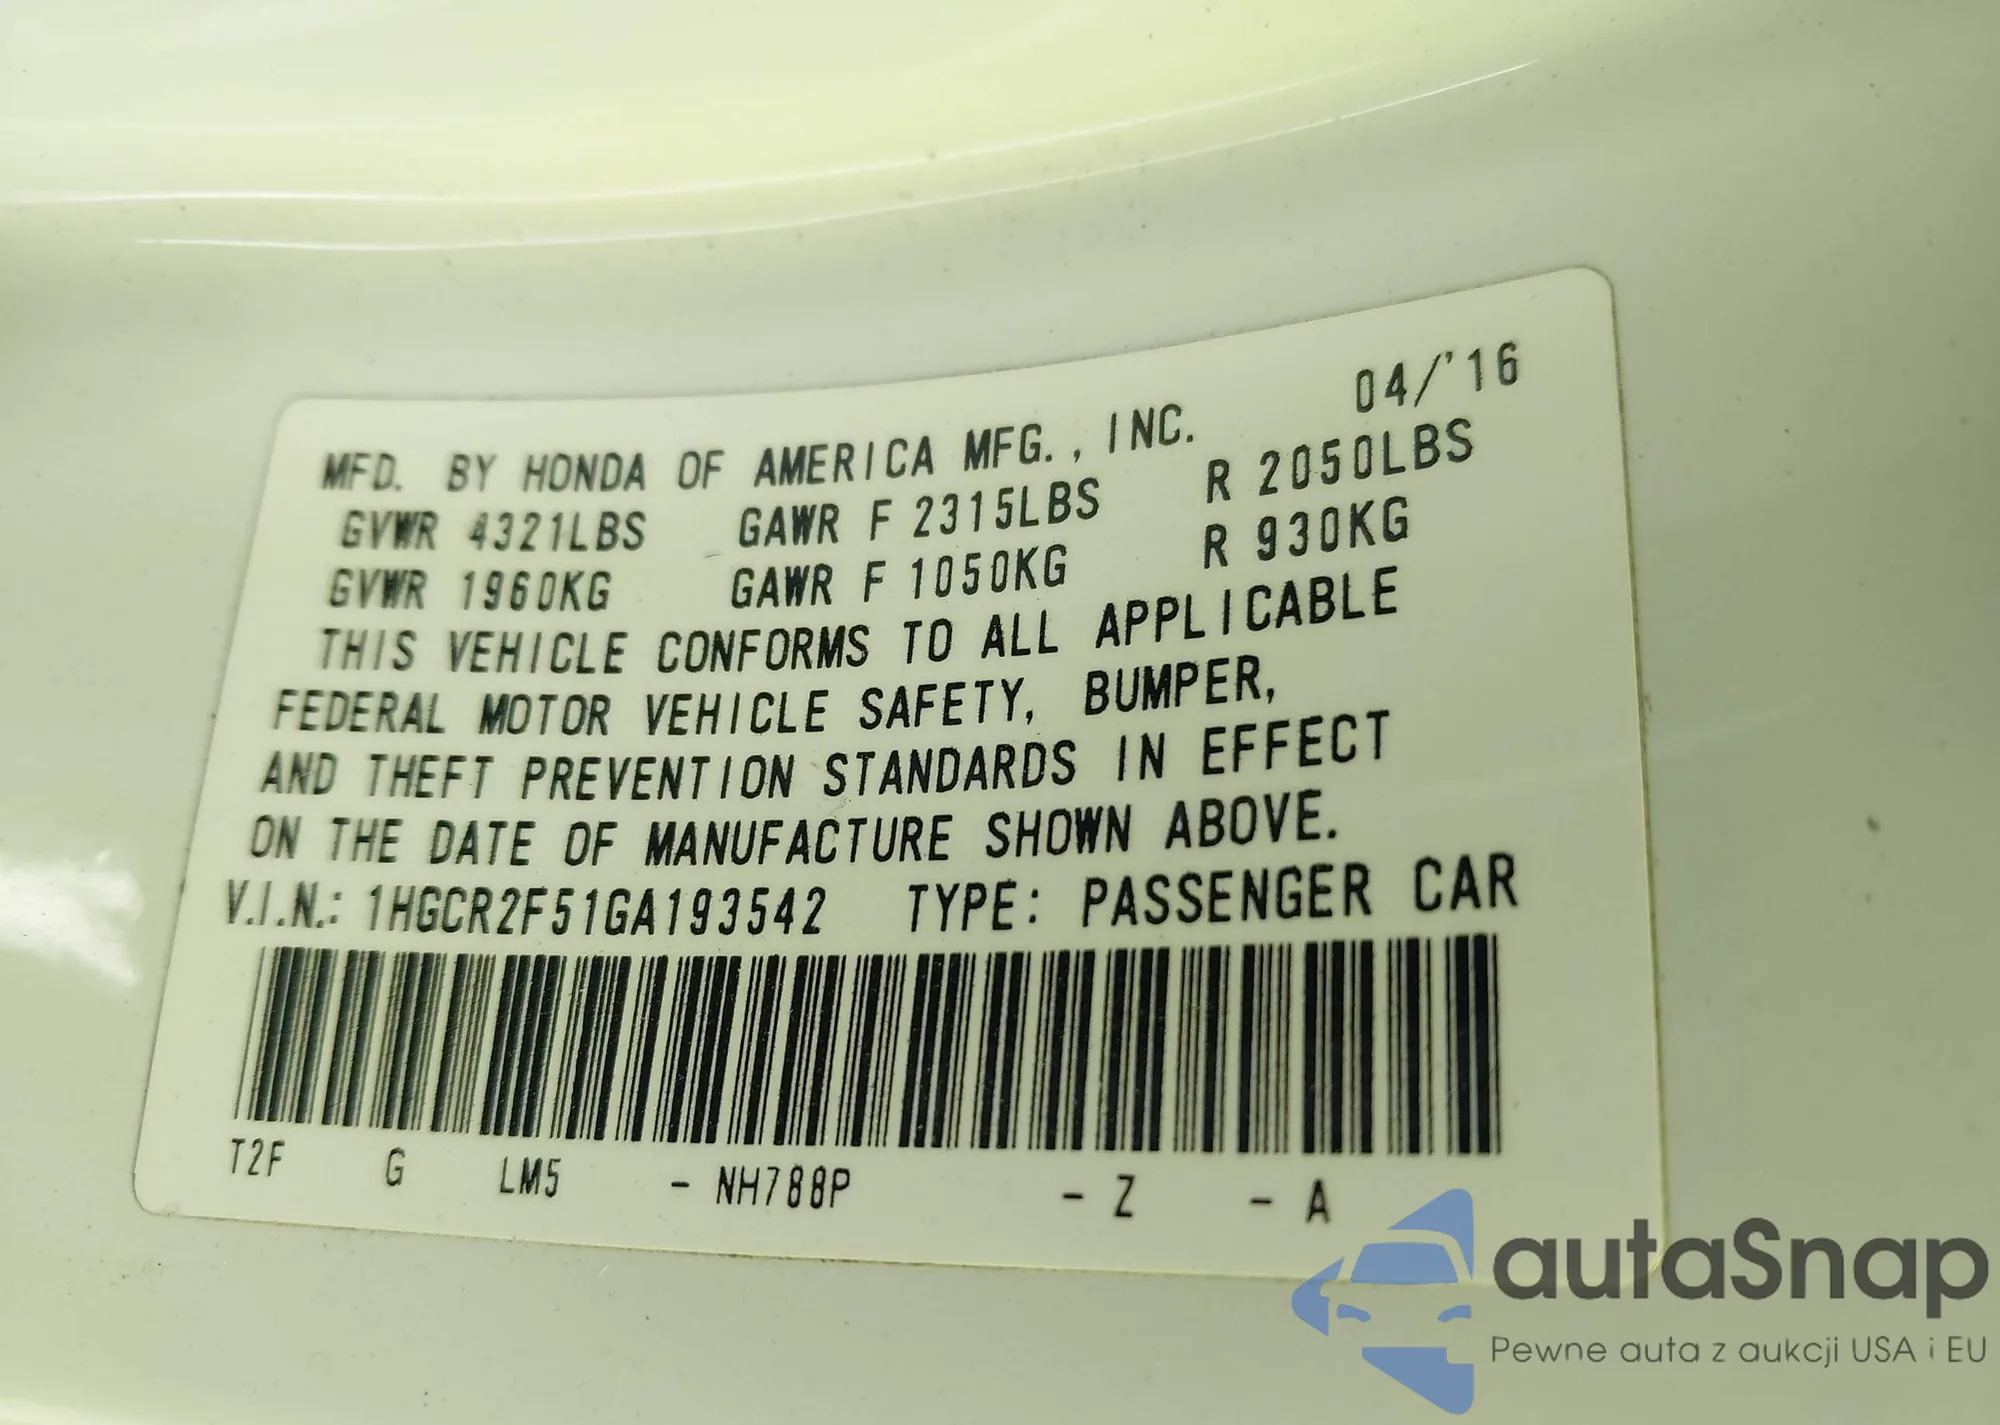 MFD. BY HONDA OF AMERICA MFG., INC. 04/'16
GVWR 4321LBS GAWR F 2315LBS R 2050LBS
GVWR 1960KG GAWR F 1050KG R 930KG
THIS VEHICLE CONFORMS TO ALL APPLICABLE
FEDERAL MOTOR VEHICLE SAFETY, BUMPER,
AND THEFT PREVENTION STANDARDS IN EFFECT
ON THE DATE OF MANUFACTURE SHOWN ABOVE.
V.I.N.: 1HGCR2F51GA193542 TYPE: PASSENGER CAR
T2F G LM5 - NH788P - Z - A
autaSnap
Pewne auta z aukcji USA i EU